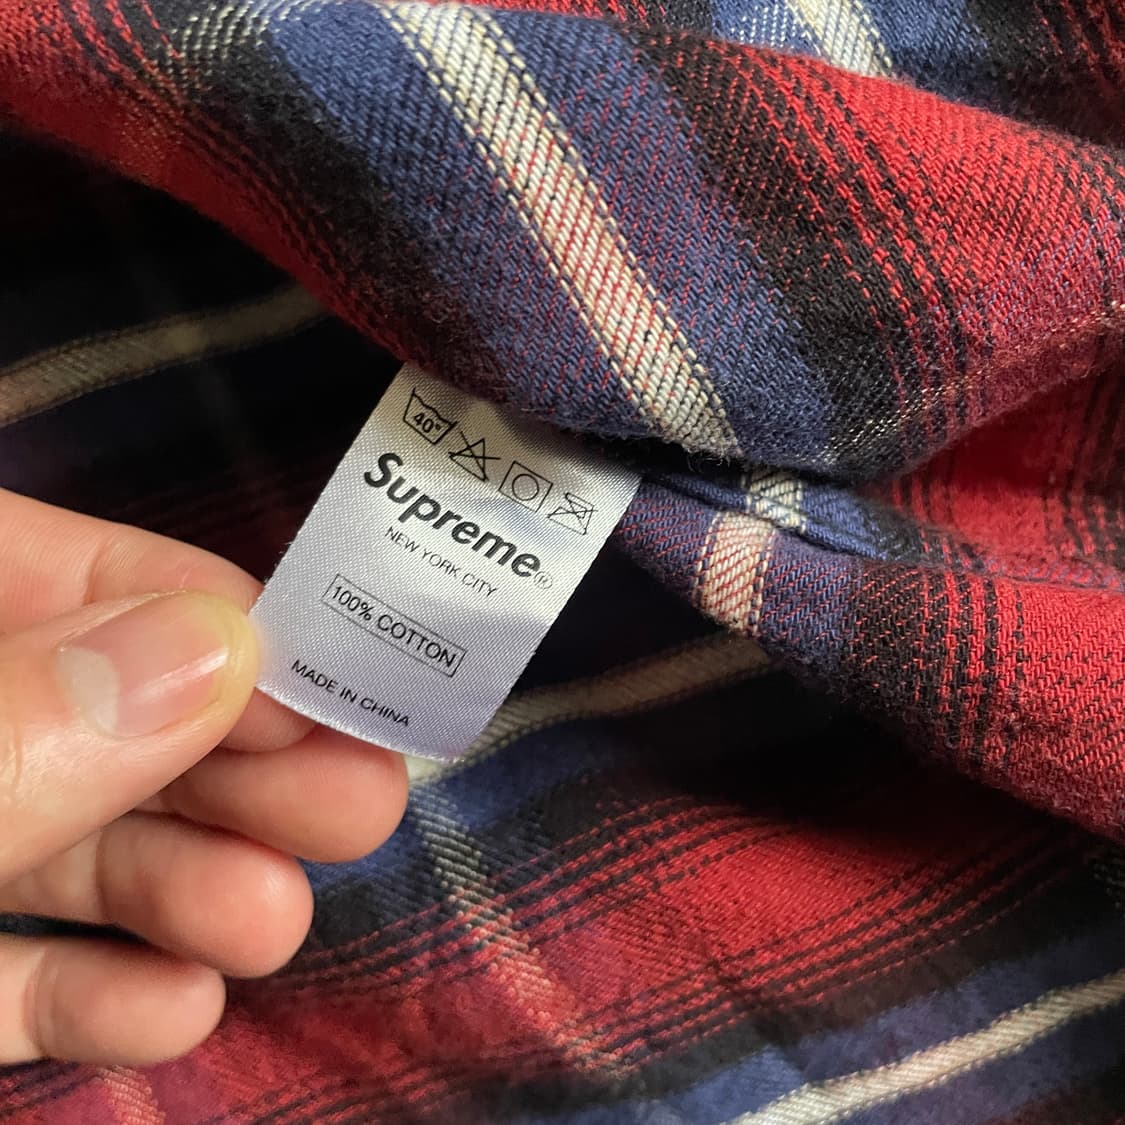 40°
Supreme®
NEW YORK CITY
100% COTTON
MADE IN CHINA